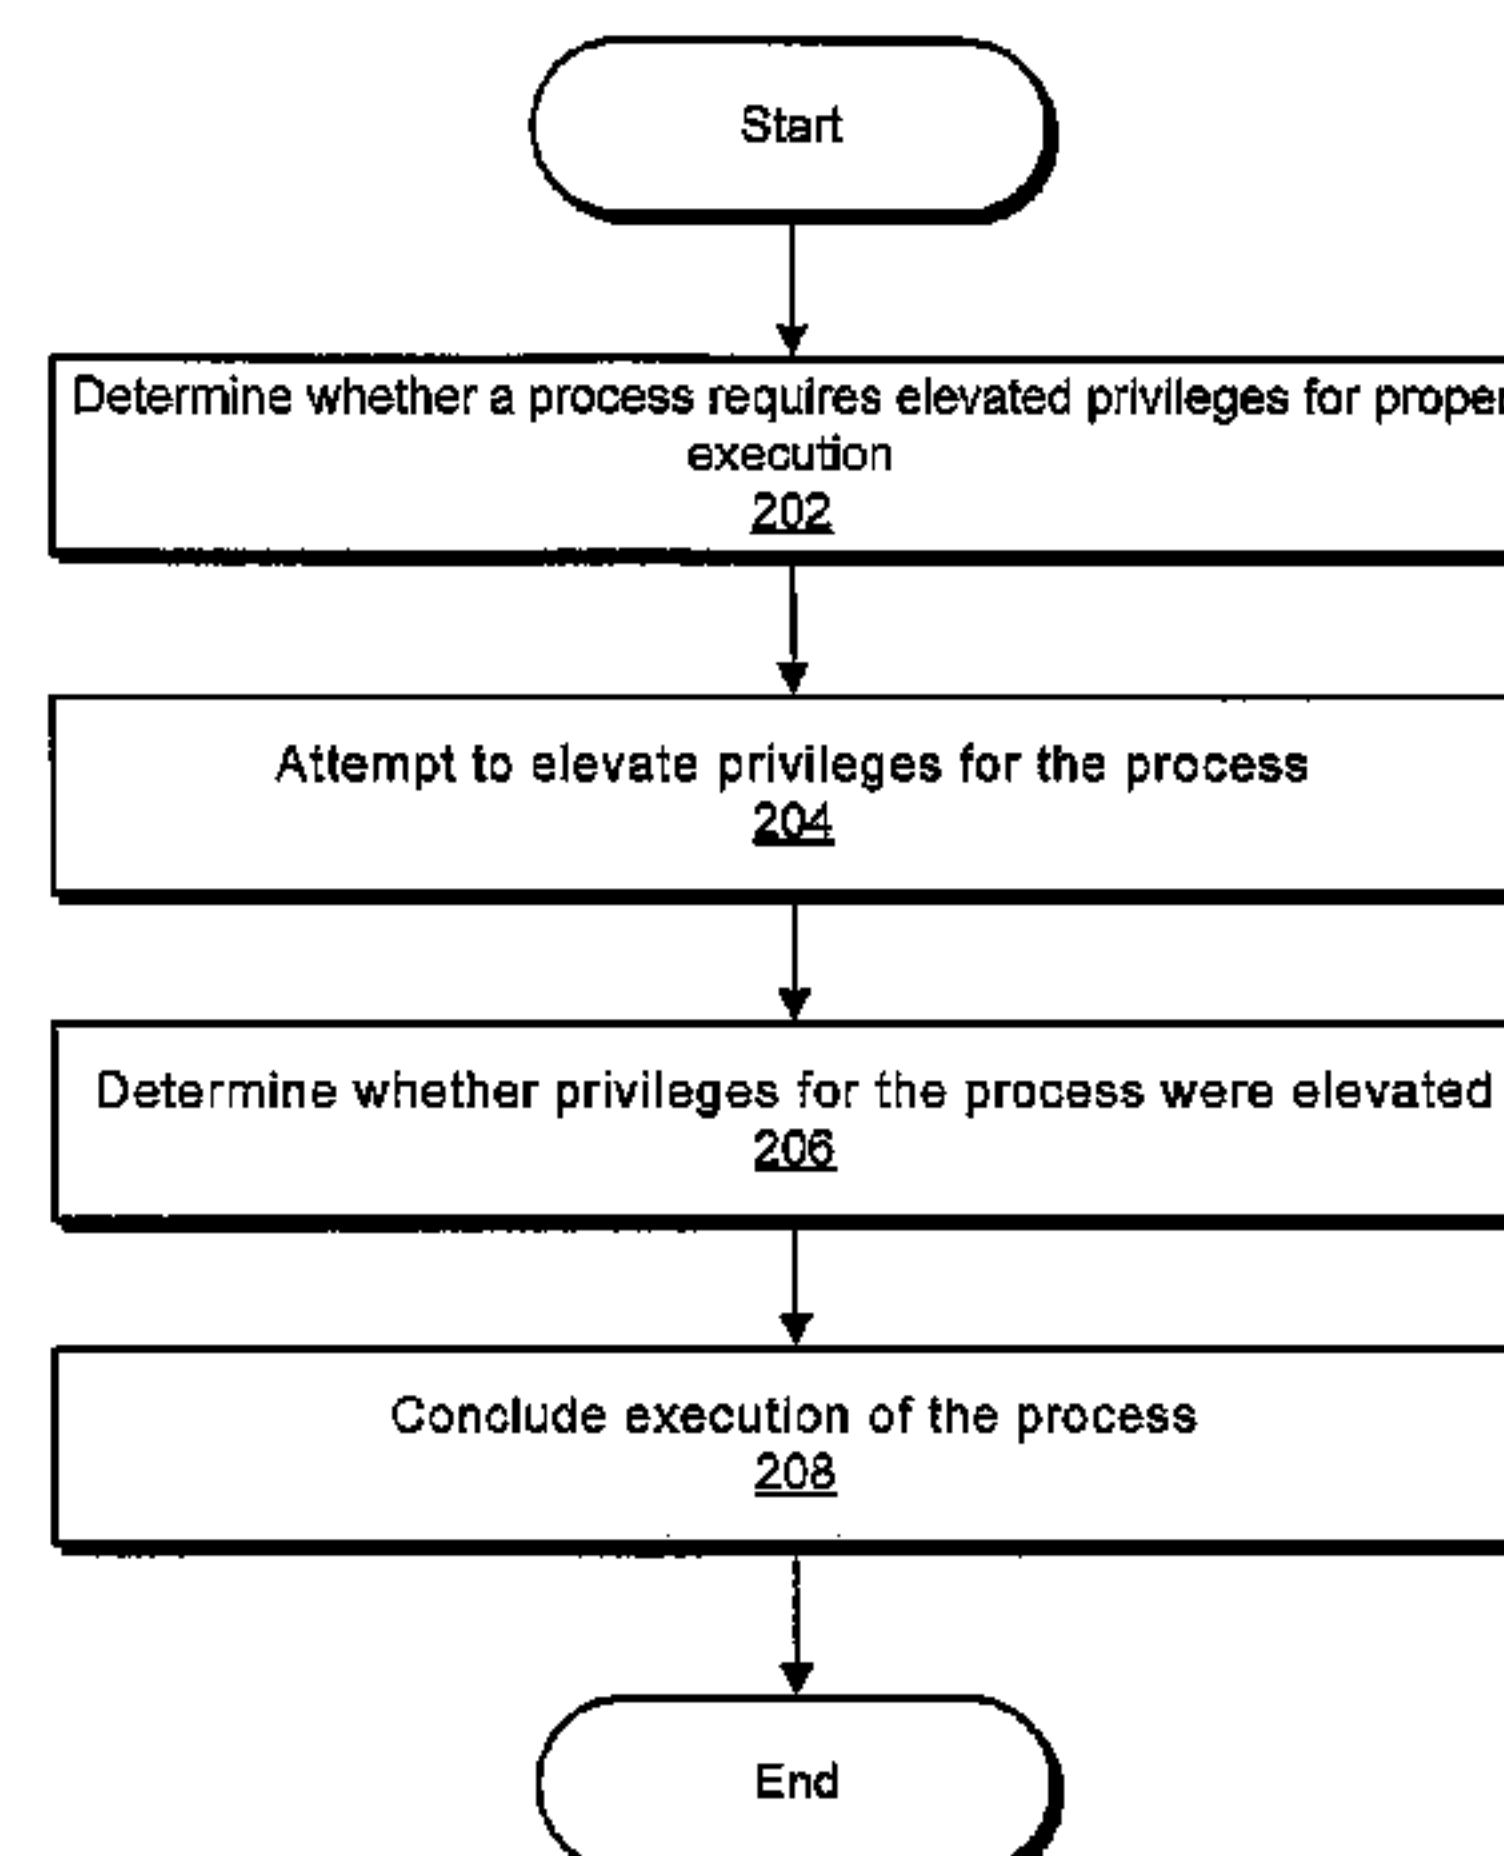 Start
Determine whether a process requires elevated privileges for proper
execution
202
Attempt to elevate privileges for the process
204
Determine whether privileges for the process were elevated
206
Conclude execution of the process
208
End